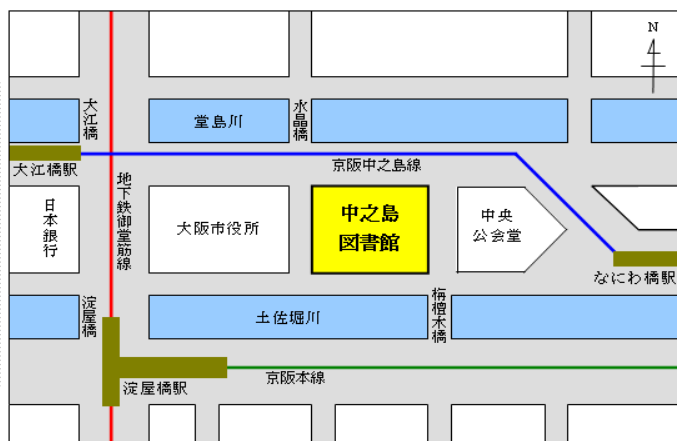 N
大江橋
堂島川
水晶橋
大江橋駅
京阪中之島線
地下鉄御堂筋線
日本銀行
大阪市役所
中之島
図書館
中央
公会堂
なにわ橋駅
淀屋橋
土佐堀川
栴檀木橋
淀屋橋駅
京阪本線